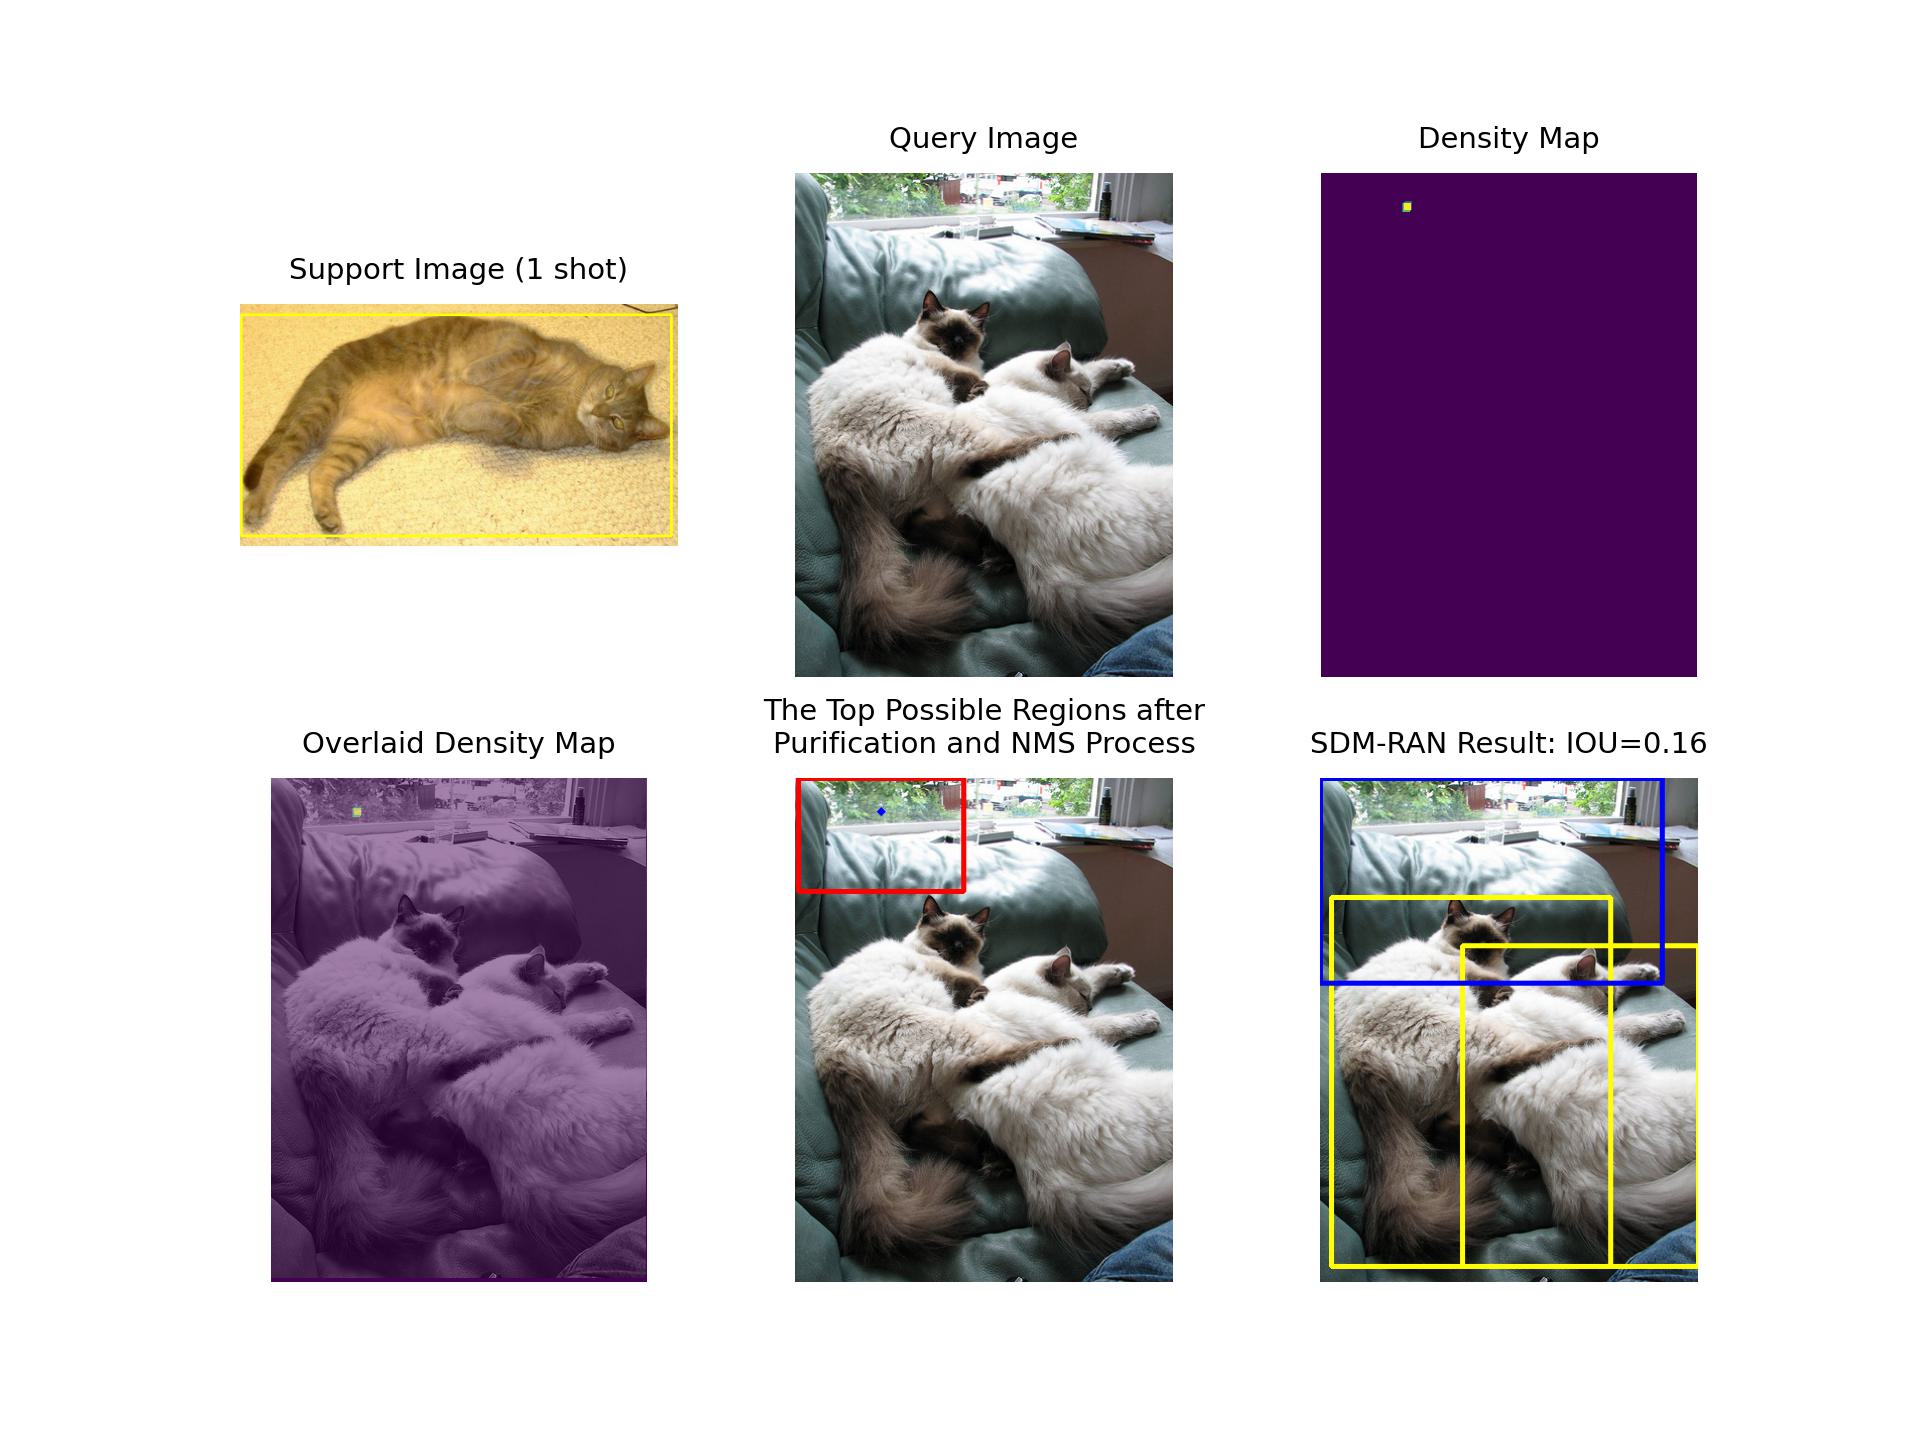 Query Image
Density Map
Support Image (1 shot)
The Top Possible Regions after
Purification and NMS Process
Overlaid Density Map
SDM-RAN Result: IOU=0.16